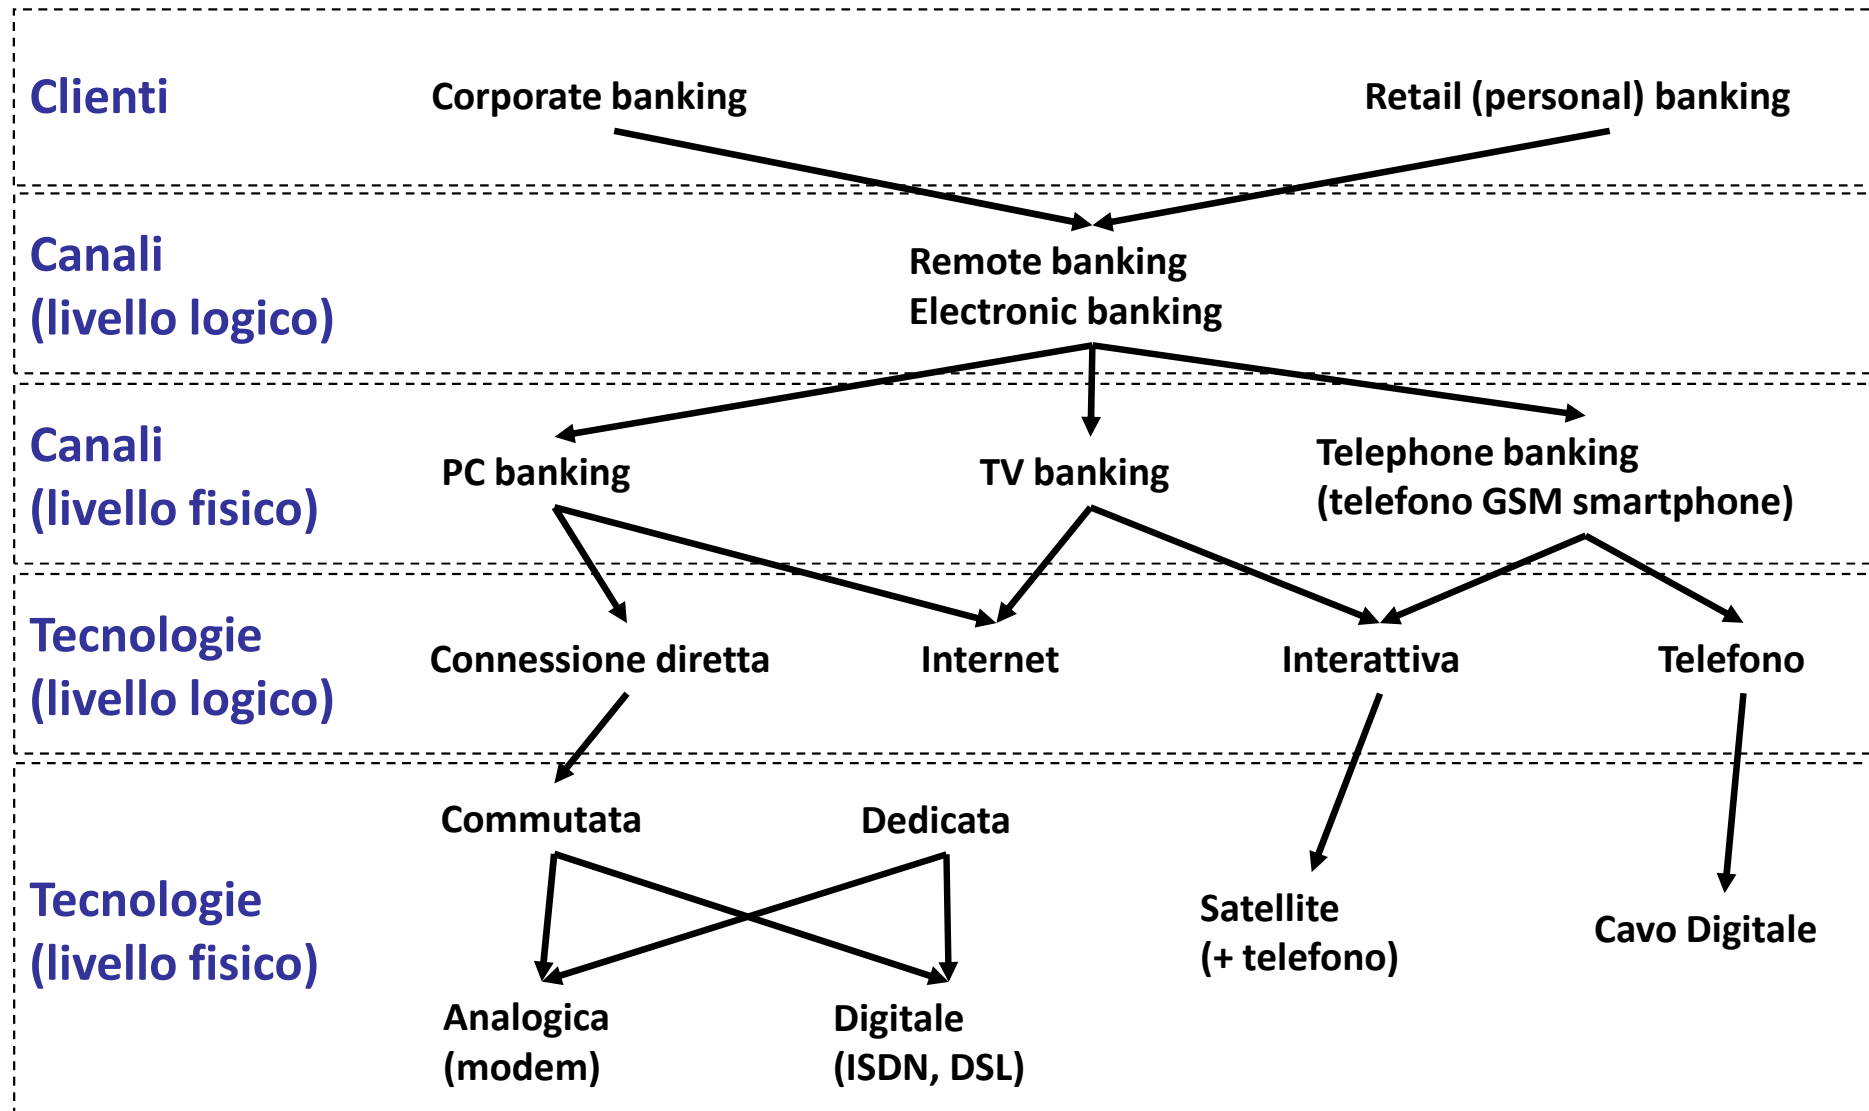 Clienti
Corporate banking
Retail (personal) banking
Canali
(livello logico)
Remote banking
Electronic banking
Canali
(livello fisico)
PC banking
TV banking
Telephone banking
(telefono GSM smartphone)
Tecnologie
(livello logico)
Connessione diretta
Internet
Interattiva
Telefono
Tecnologie
(livello fisico)
Commutata
Dedicata
Satellite
(+ telefono)
Cavo Digitale
Analogica
(modem)
Digitale
(ISDN, DSL)